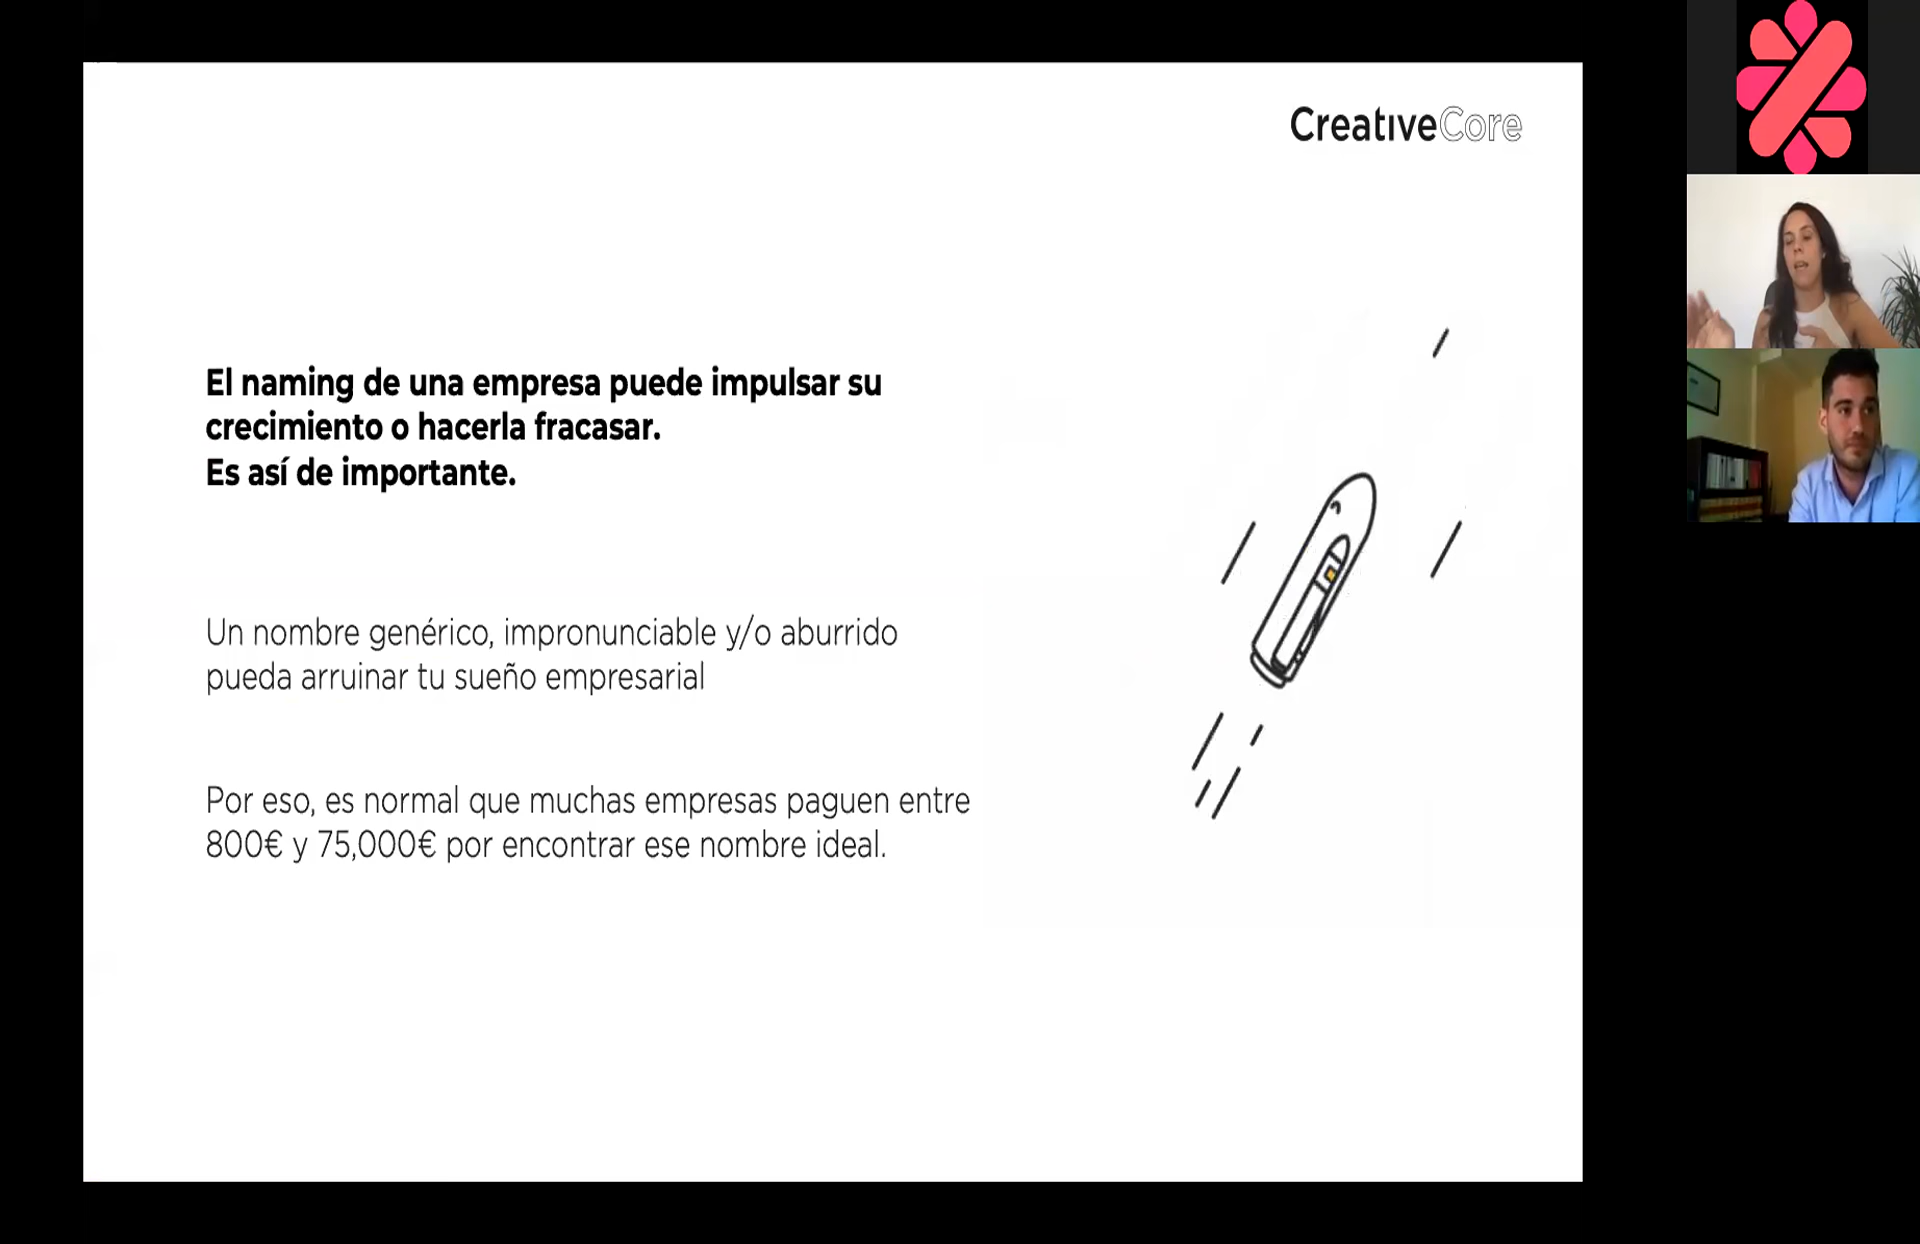 CreativeCore
El naming de una empresa puede impulsar su
crecimiento o hacerla fracasar.
Es así de importante.
Un nombre genérico, impronunciable y/o aburrido
pueda arruinar tu sueño empresarial
Por eso, es normal que muchas empresas paguen entre
800€ y 75,000€ por encontrar ese nombre ideal.